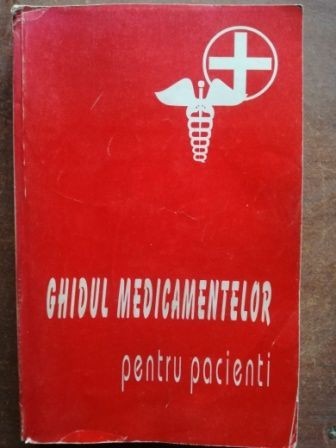 GHIDUL MEDICAMENTELOR
pentru pacienti